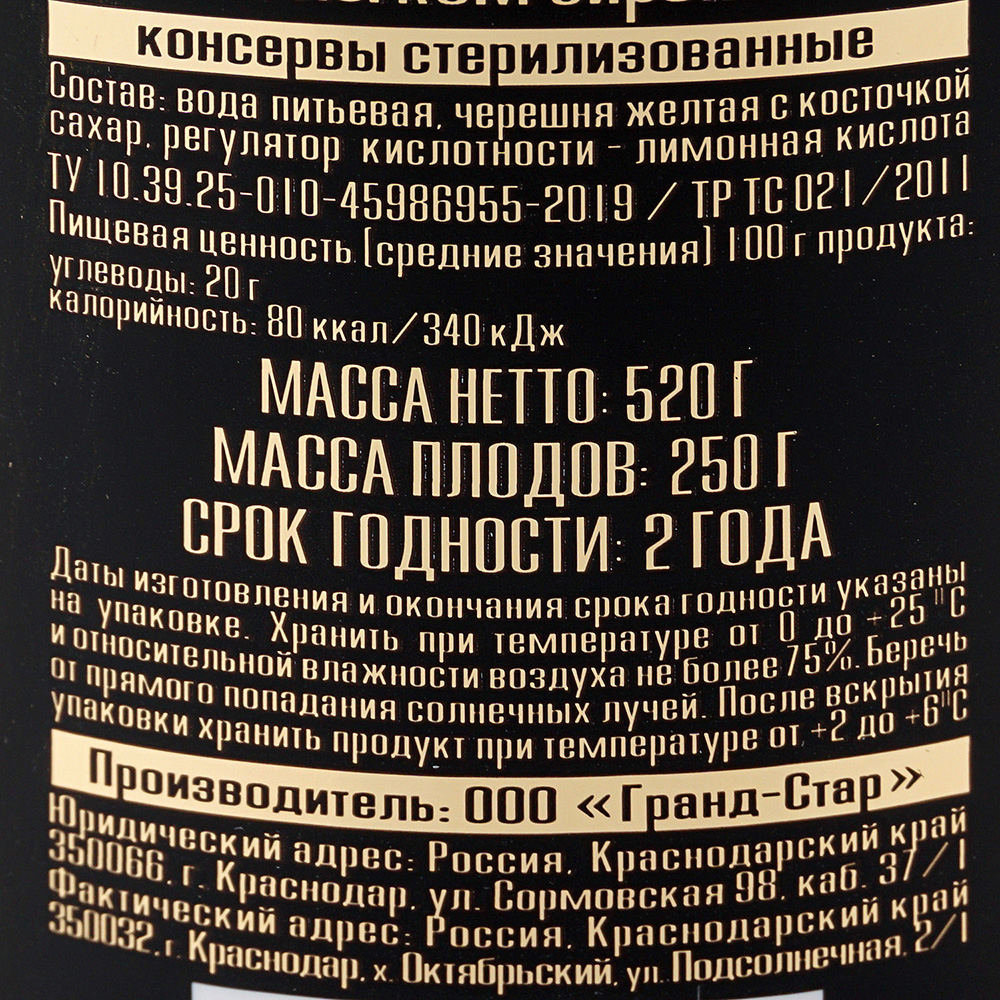 консервы стерилизованные
Состав: вода питьевая, черешня желтая с косточкой
сахар, регулятор кислотности - лимонная кислота
ТУ 10.39.25-010-45986955-2019 / ТР ТС 021/2011
Пищевая ценность (средние значения) 100 г продукта:
углеводы: 20 г
калорийность: 80 ккал/340 кДж
МАССА НЕТТО: 520 Г
МАССА ПЛОДОВ: 250 Г
СРОК ГОДНОСТИ: 2 ГОДА
Даты изготовления и окончания срока годности указаны
на упаковке. Хранить при температуре от 0 до +25 "С
и относительной влажности воздуха не более 75%. Беречь
от прямого попадания солнечных лучей. После вскрытия
упаковки хранить продукт при температуре от +2 до +6"С
Производитель: ООО «Гранд-Стар»
Юридический адрес: Россия, Краснодарский край
350066, г. Краснодар, ул. Сормовская 98, каб. 37/1
Фактический адрес: Россия, Краснодарский край
350032, г. Краснодар, х. Октябрьский, ул. Подсолнечная, 2/1